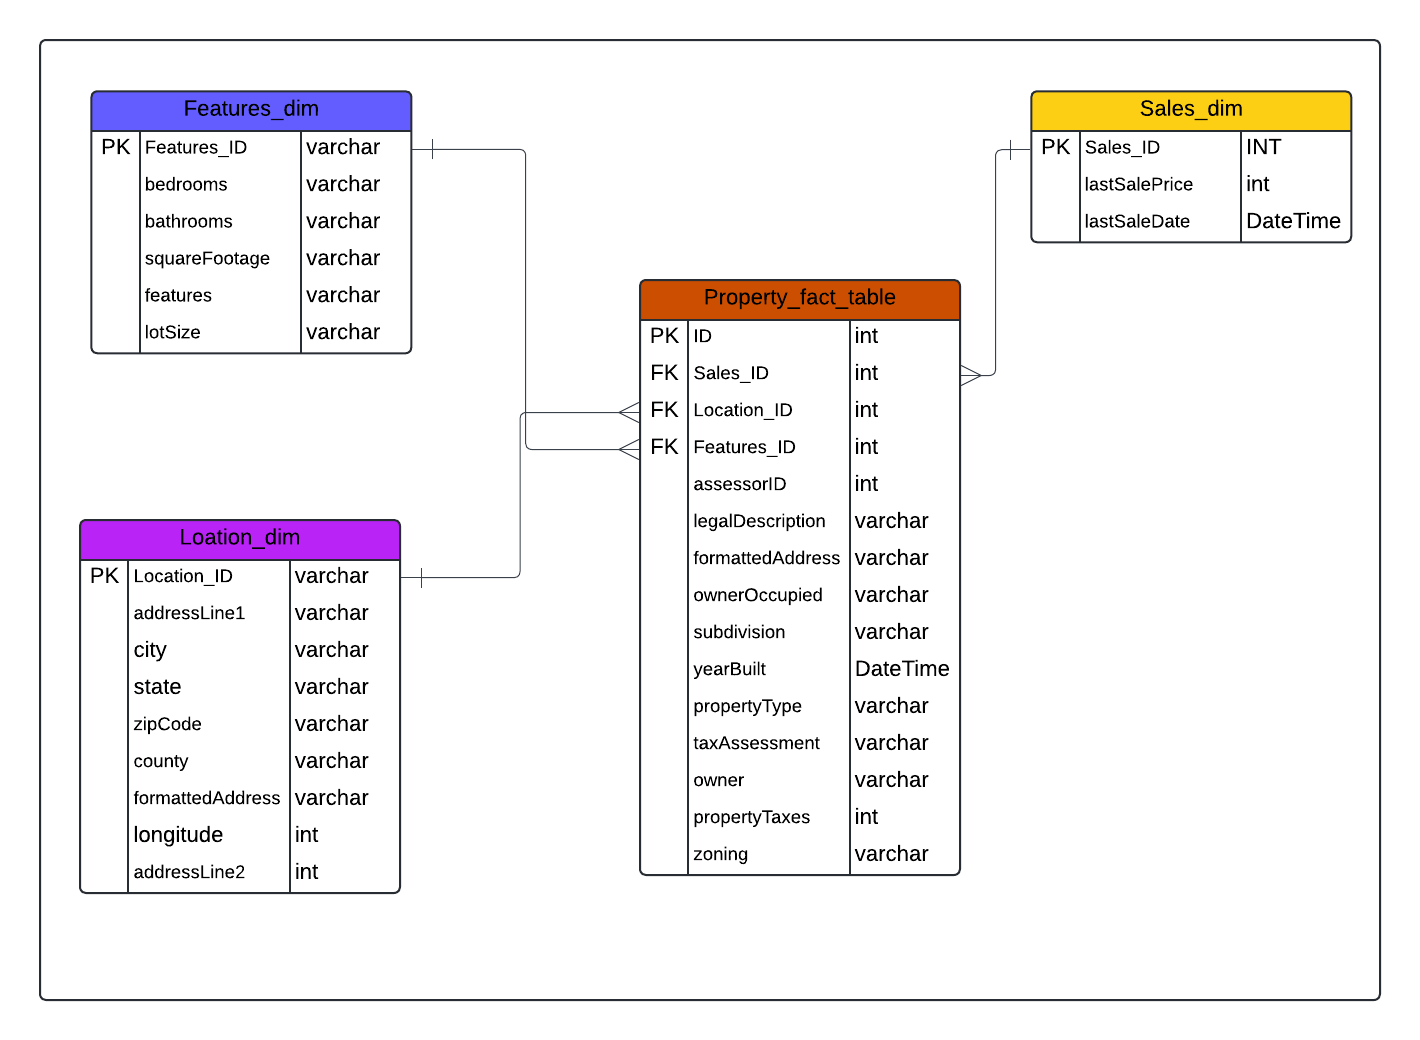 Features_dim
PK Features_ID varchar
bedrooms varchar
bathrooms varchar
squareFootage varchar
features varchar
lotSize varchar
Sales_dim
PK Sales_ID INT
lastSalePrice int
lastSaleDate DateTime
Property_fact_table
PK ID int
FK Sales_ID int
FK Location_ID int
FK Features_ID int
assessorID int
legalDescription varchar
formattedAddress varchar
ownerOccupied varchar
subdivision varchar
yearBuilt DateTime
propertyType varchar
taxAssessment varchar
owner varchar
propertyTaxes int
zoning varchar
Loation_dim
PK Location_ID varchar
addressLine1 varchar
city varchar
state varchar
zipCode varchar
county varchar
formattedAddress varchar
longitude int
addressLine2 int